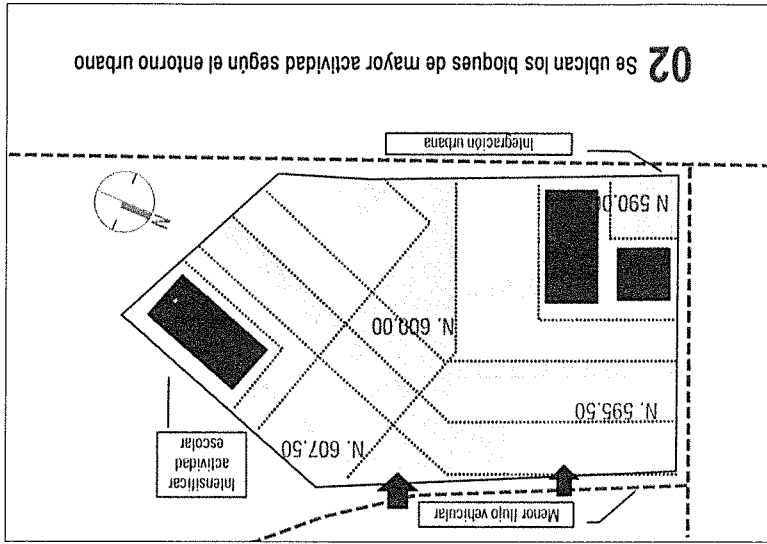 Menor flujo vehicular
N. 607.50
Intensificar
actividad
escolar
N. 595.50
N. 600,00
N 590.00
N
Integración urbana
02 Se ubican los bloques de mayor actividad según el entorno urbano